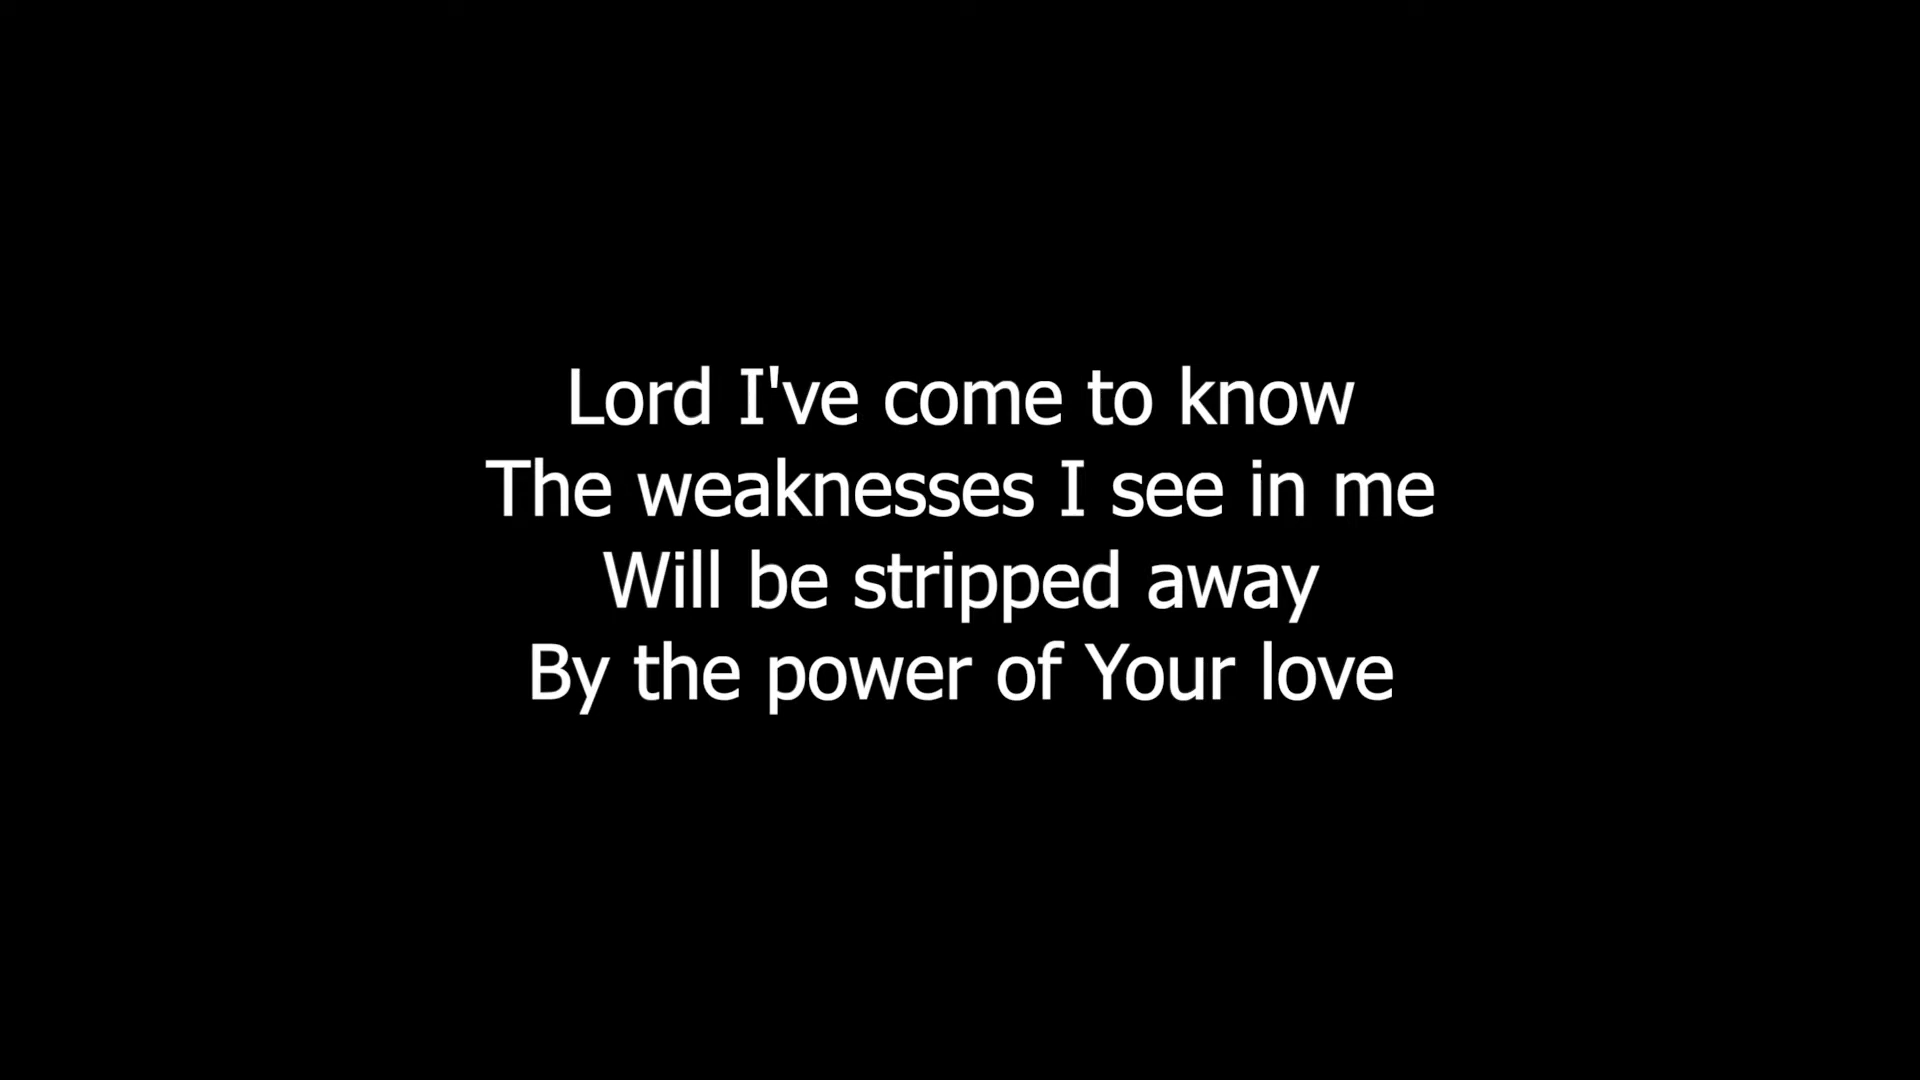 Lord I've come to know
The weaknesses I see in me
Will be stripped away
By the power of Your love